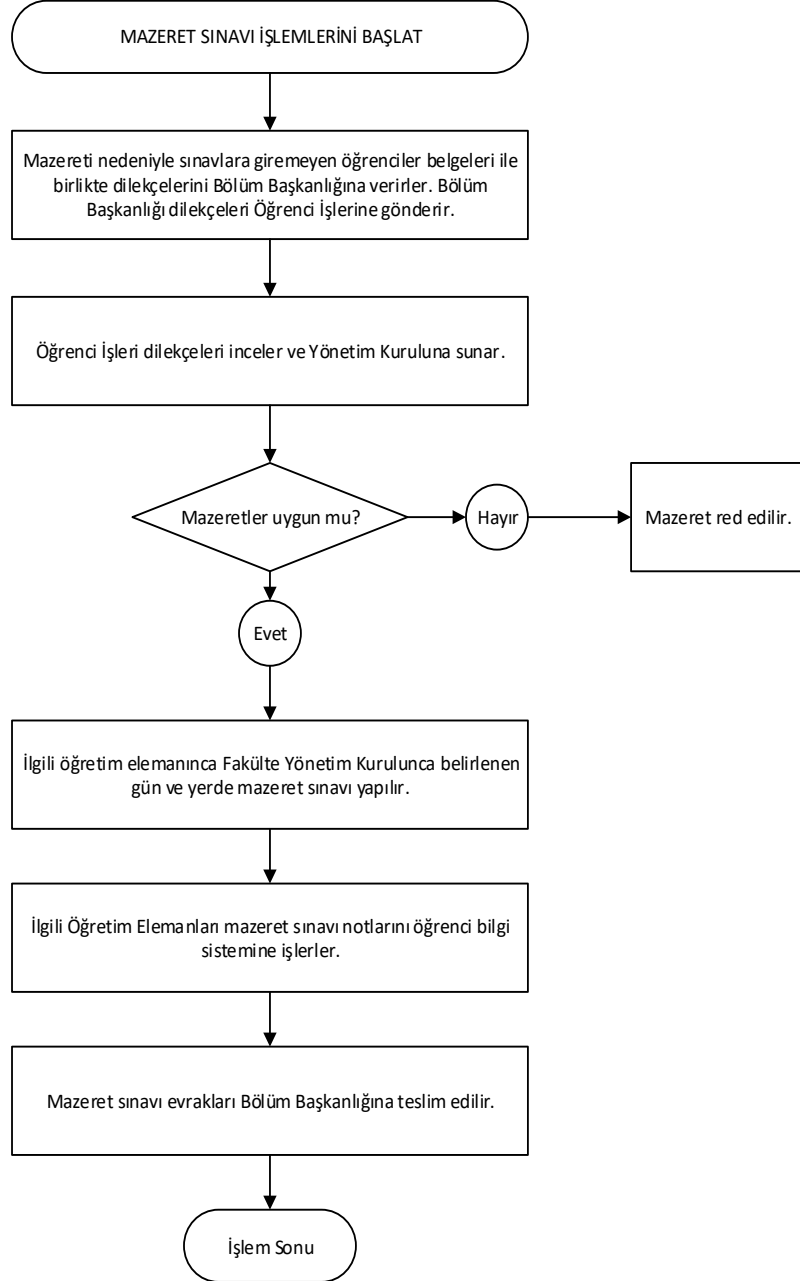 MAZERET SINAVI İŞLEMLERİNİ BAŞLAT
Mazereti nedeniyle sınavlara giremeyen öğrenciler belgeleri ile
birlikte dilekçelerini Bölüm Başkanlığına verirler. Bölüm
Başkanlığı dilekçeleri Öğrenci İşlerine gönderir.
Öğrenci İşleri dilekçeleri inceler ve Yönetim Kuruluna sunar.
Mazeretler uygun mu?
Hayır
Mazeret red edilir.
Evet
İlgili öğretim elemanınca Fakülte Yönetim Kurulunca belirlenen
gün ve yerde mazeret sınavı yapılır.
İlgili Öğretim Elemanları mazeret sınavı notlarını öğrenci bilgi
sistemine işlerler.
Mazeret sınavı evrakları Bölüm Başkanlığına teslim edilir.
İşlem Sonu